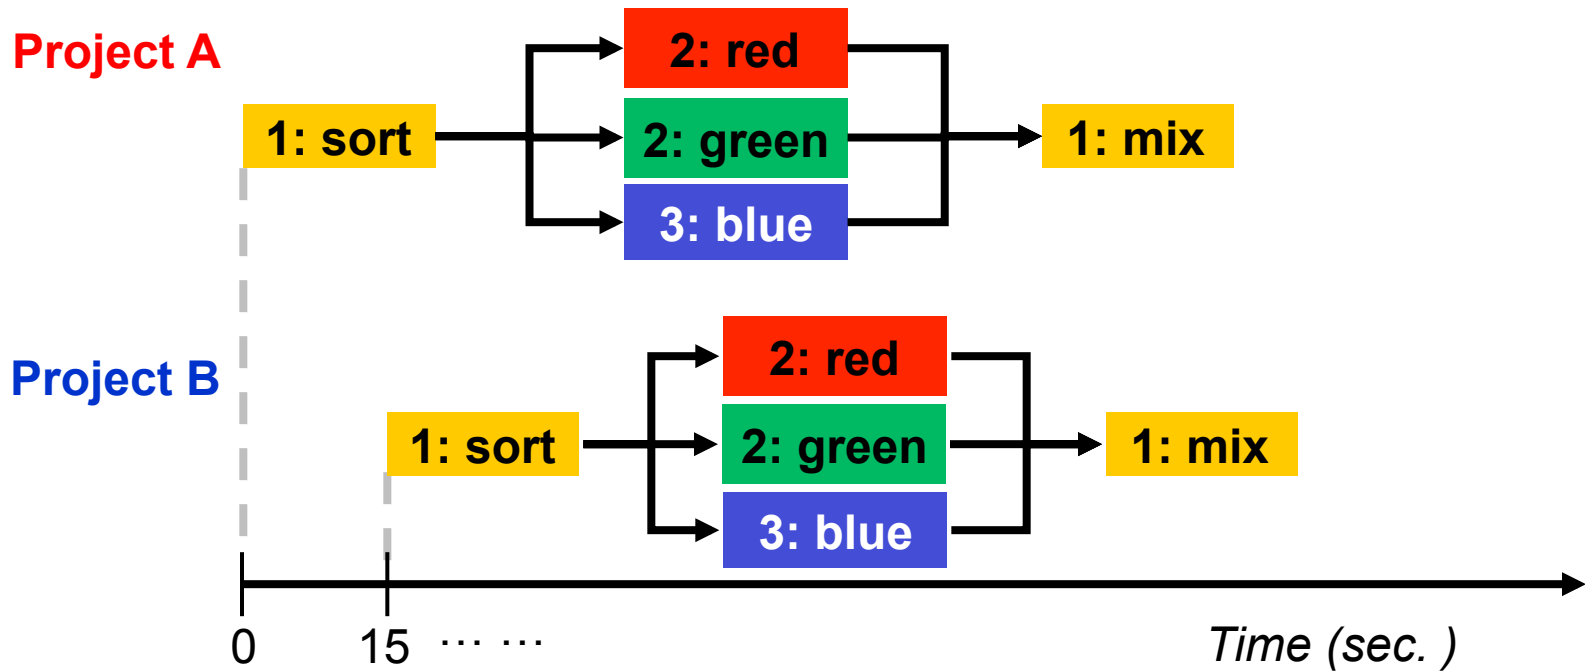 Project A
2: red
1: sort
2: green
1: mix
3: blue
Project B
2: red
1: sort
2: green
1: mix
3: blue
0 15 ... ... Time (sec. )